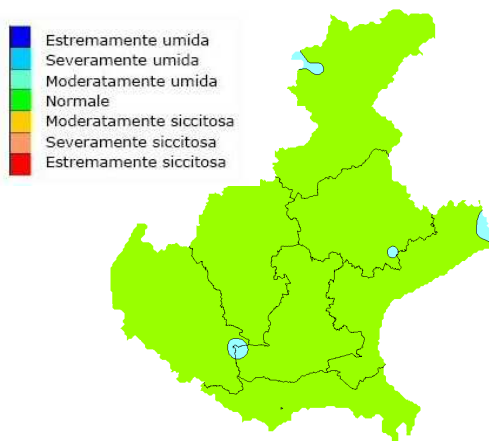 Estremamente umida
Severamente umida
Moderatamente umida
Normale
Moderatamente siccitosa
Severamente siccitosa
Estremamente siccitosa